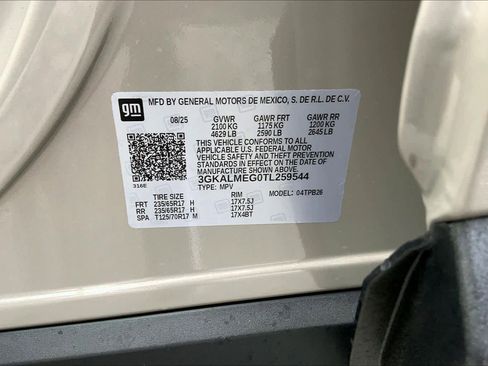 gm
MFD BY GENERAL MOTORS DE MEXICO, S. DE R.L. DE C.V.
08/25 GVWR GAWR FRT GAWR RR
2100 KG 1175 KG 1200 KG
4629 LB 2590 LB 2645 LB
THIS VEHICLE CONFORMS TO ALL
APPLICABLE U.S. FEDERAL MOTOR
VEHICLE SAFETY AND THEFT PREVENTION
STANDARDS IN EFFECT ON THE DATE OF
MANUFACTURE SHOWN ABOVE.
3GKALMEG0TL259544
316E TYPE: MPV MODEL: 04TPB26
TIRE SIZE RIM
FRT 235/65R17 H 17X7.5J
RR 235/65R17 H 17X7.5J
SPA T125/70R17 M 17X4BT